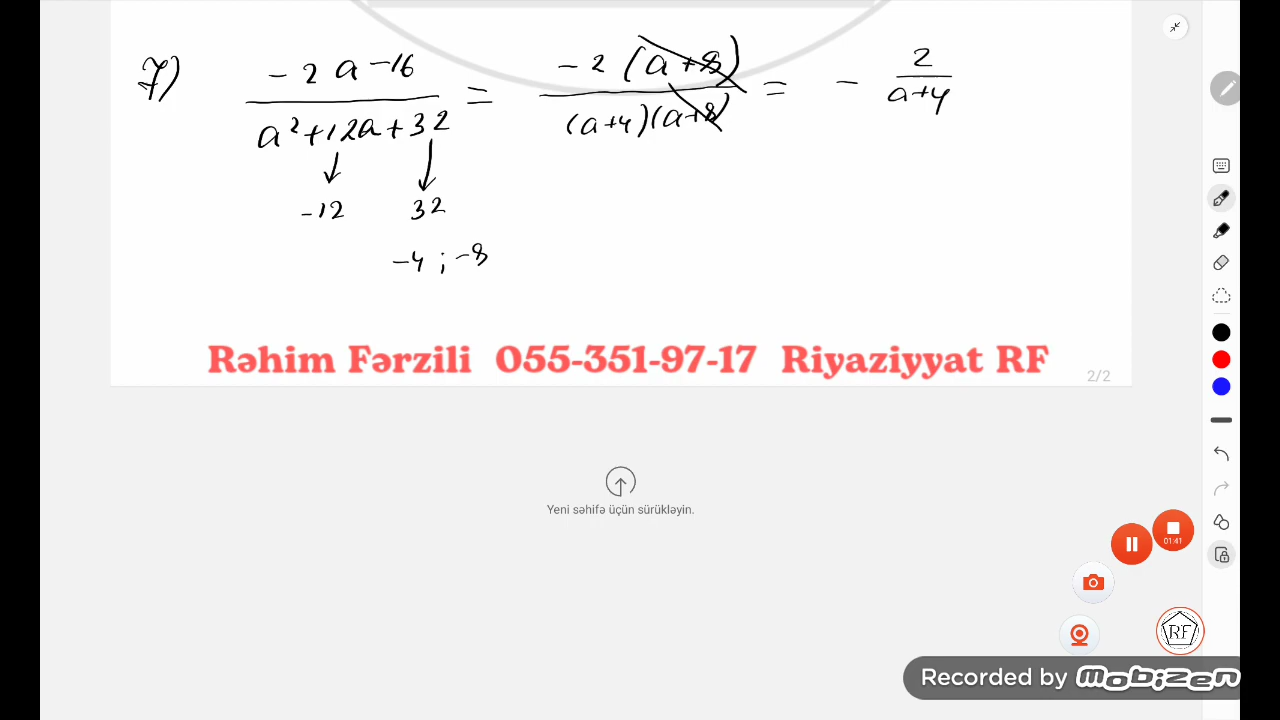 7) -2a-16 / a²+12a+32 = -2(a+8) / (a+4)(a+8) = - 2 / a+4
-12 32
-4 ; -8
Rəhim Fərzili 055-351-97-17 Riyaziyyat RF
2/2
Yeni səhifə üçün sürükləyin.
01:41
RF
Recorded by mobizen